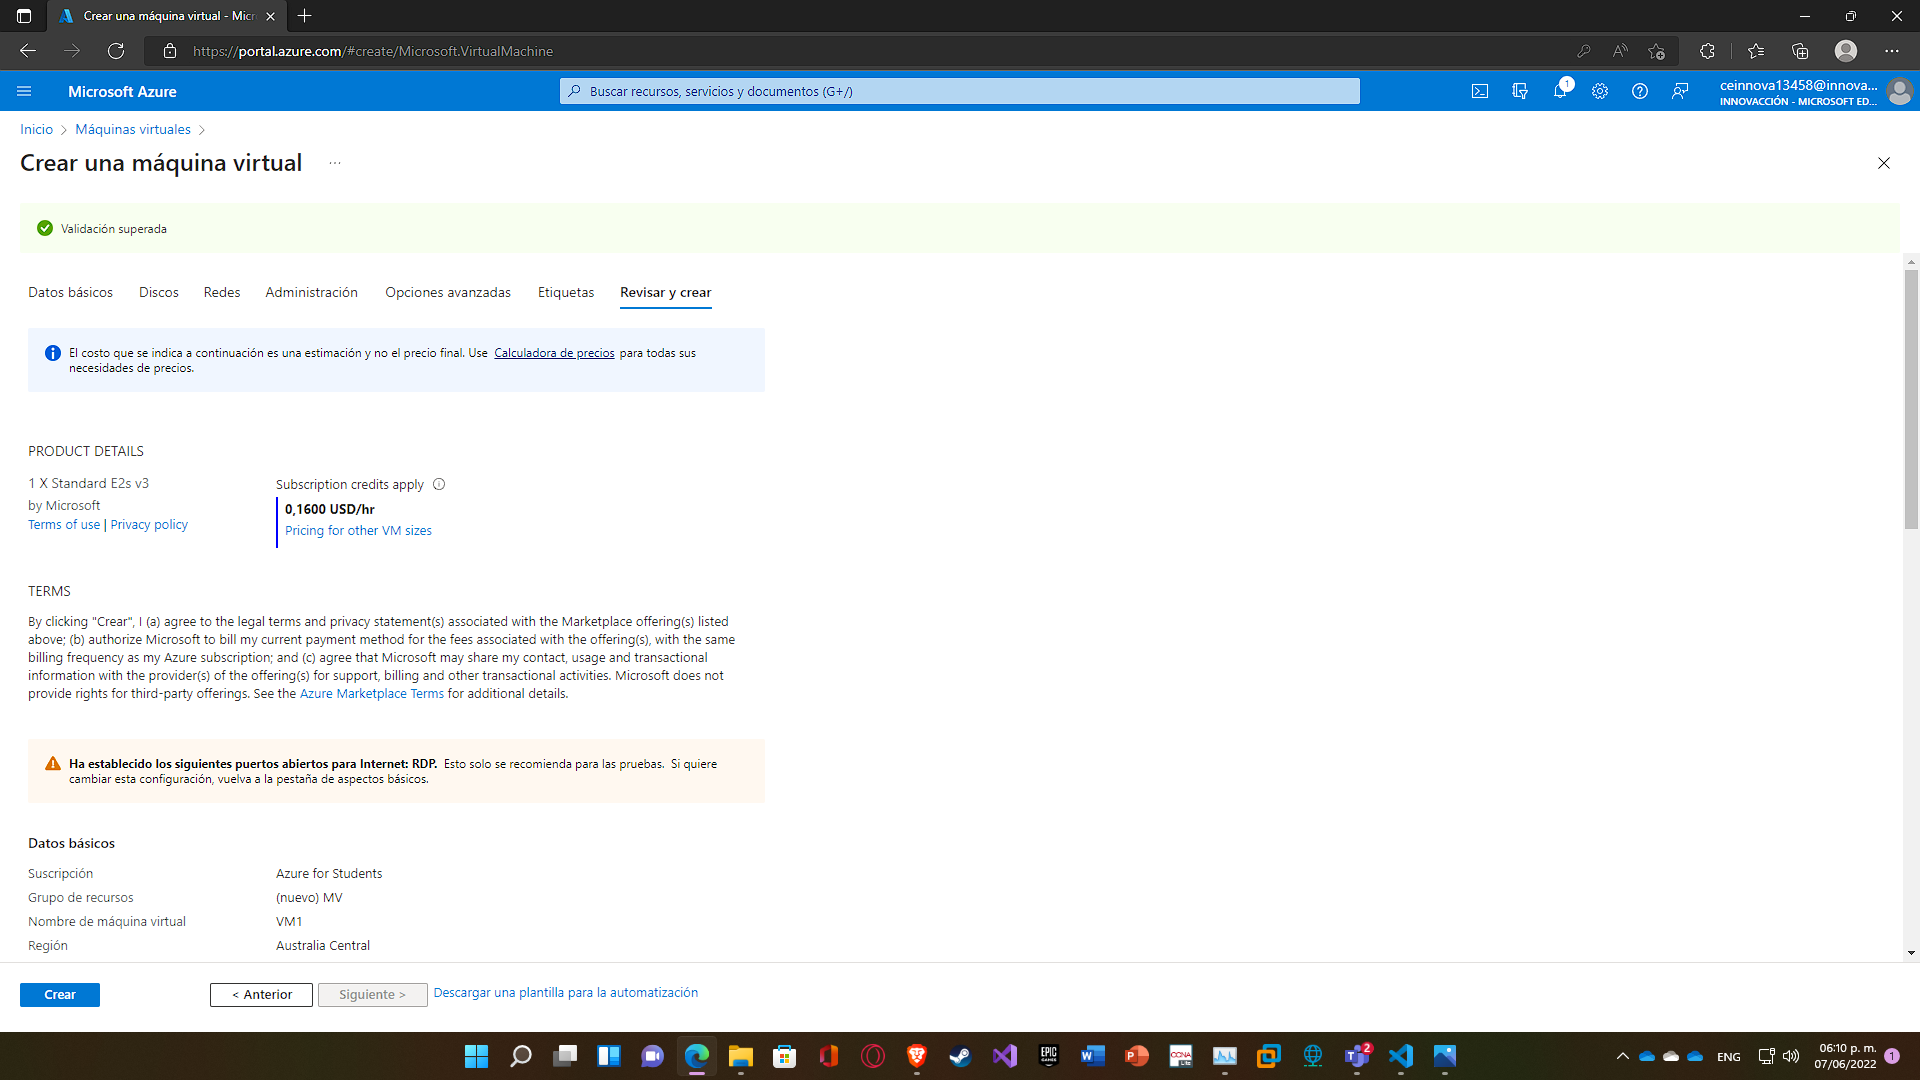 Crear una máquina virtual - Micr
https://portal.azure.com/#create/Microsoft.VirtualMachine
Microsoft Azure
Buscar recursos, servicios y documentos (G+/)
1
ceinnova13458@innova...
INNOVACCIÓN - MICROSOFT ED...
Inicio > Máquinas virtuales >
Crear una máquina virtual ...
Validación superada
Datos básicos Discos Redes Administración Opciones avanzadas Etiquetas Revisar y crear
El costo que se indica a continuación es una estimación y no el precio final. Use Calculadora de precios para todas sus
necesidades de precios.
PRODUCT DETAILS
1 X Standard E2s v3
by Microsoft
Terms of use | Privacy policy
Subscription credits apply
0,1600 USD/hr
Pricing for other VM sizes
TERMS
By clicking "Crear", I (a) agree to the legal terms and privacy statement(s) associated with the Marketplace offering(s) listed
above; (b) authorize Microsoft to bill my current payment method for the fees associated with the offering(s), with the same
billing frequency as my Azure subscription; and (c) agree that Microsoft may share my contact, usage and transactional
information with the provider(s) of the offering(s) for support, billing and other transactional activities. Microsoft does not
provide rights for third-party offerings. See the Azure Marketplace Terms for additional details.
Ha establecido los siguientes puertos abiertos para Internet: RDP. Esto solo se recomienda para las pruebas. Si quiere
cambiar esta configuración, vuelva a la pestaña de aspectos básicos.
Datos básicos
Suscripción Azure for Students
Grupo de recursos (nuevo) MV
Nombre de máquina virtual VM1
Región Australia Central
Crear < Anterior Siguiente > Descargar una plantilla para la automatización
EPIC
GAMES
CCNA
2
ENG
06:10 p. m.
07/06/2022
1